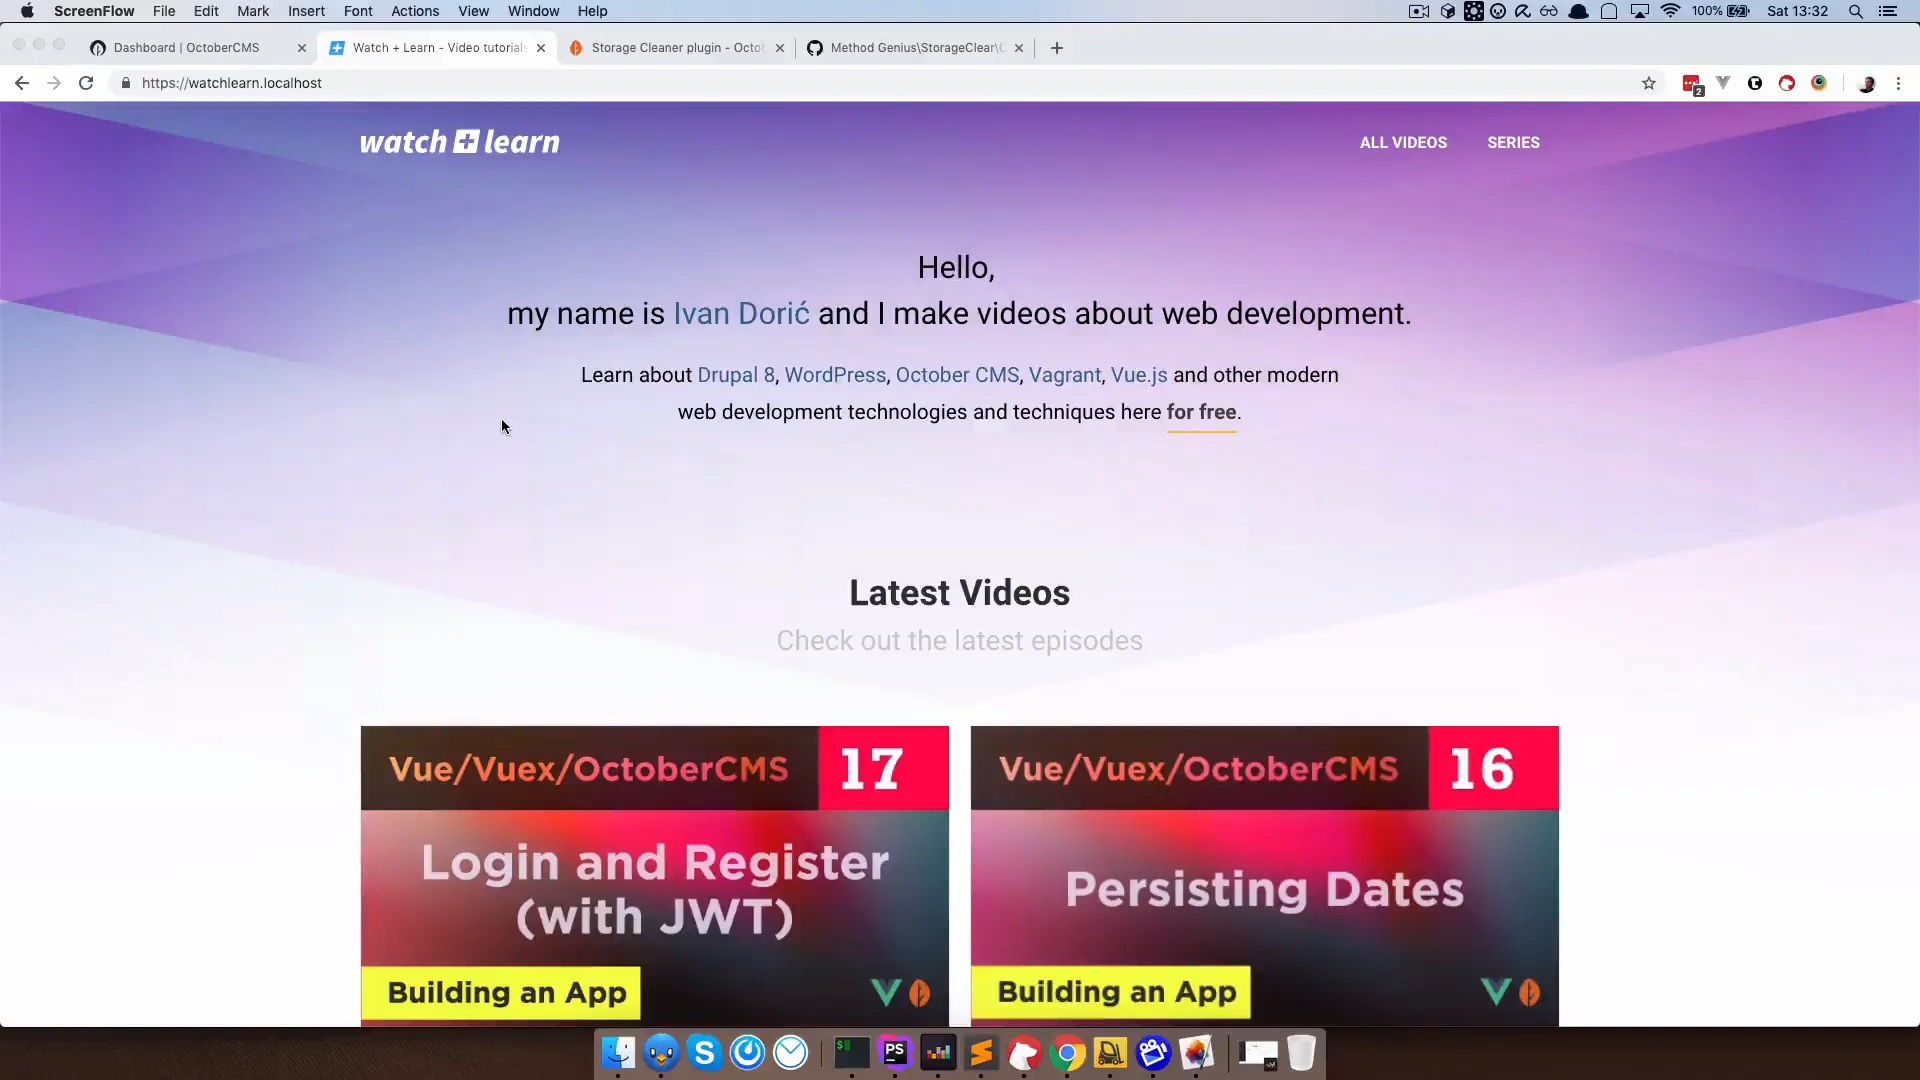 ScreenFlow File Edit Mark Insert Font Actions View Window Help 100% Sat 13:32
Dashboard | OctoberCMS Watch + Learn - Video tutorials Storage Cleaner plugin - Octo Method Genius\StorageClear\
https://watchlearn.localhost 2
watch + learn ALL VIDEOS SERIES
Hello,
my name is Ivan Dorić and I make videos about web development.
Learn about Drupal 8, WordPress, October CMS, Vagrant, Vue.js and other modern
web development technologies and techniques here for free.
Latest Videos
Check out the latest episodes
Vue/Vuex/OctoberCMS 17
Login and Register
(with JWT)
Building an App
Vue/Vuex/OctoberCMS 16
Persisting Dates
Building an App
$ PS